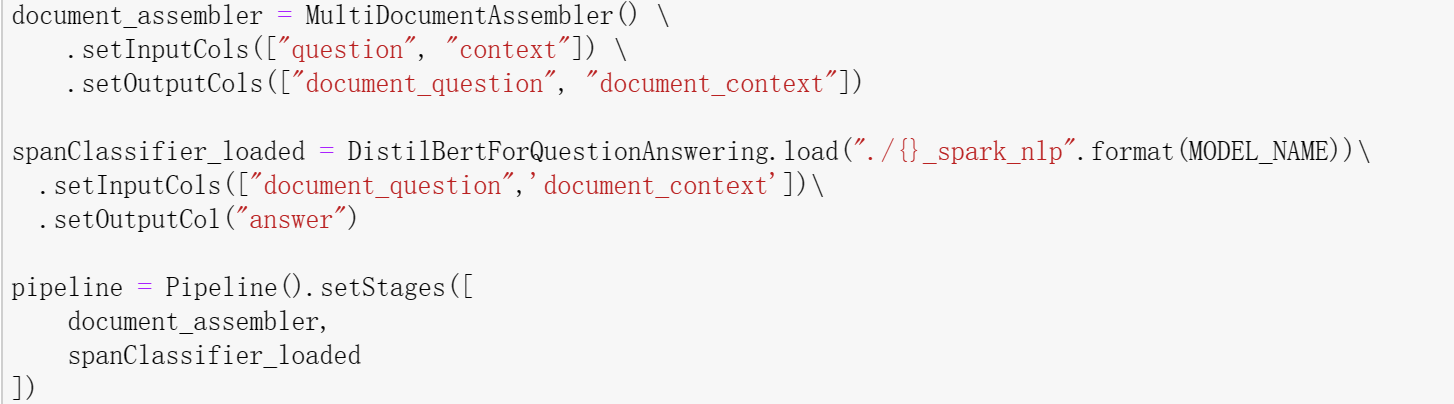 document_assembler = MultiDocumentAssembler() \
    .setInputCols(["question", "context"]) \
    .setOutputCols(["document_question", "document_context"])

spanClassifier_loaded = DistilBertForQuestionAnswering.load("./{}_spark_nlp".format(MODEL_NAME))\
  .setInputCols(["document_question",'document_context'])\
  .setOutputCol("answer")

pipeline = Pipeline().setStages([
    document_assembler,
    spanClassifier_loaded
])